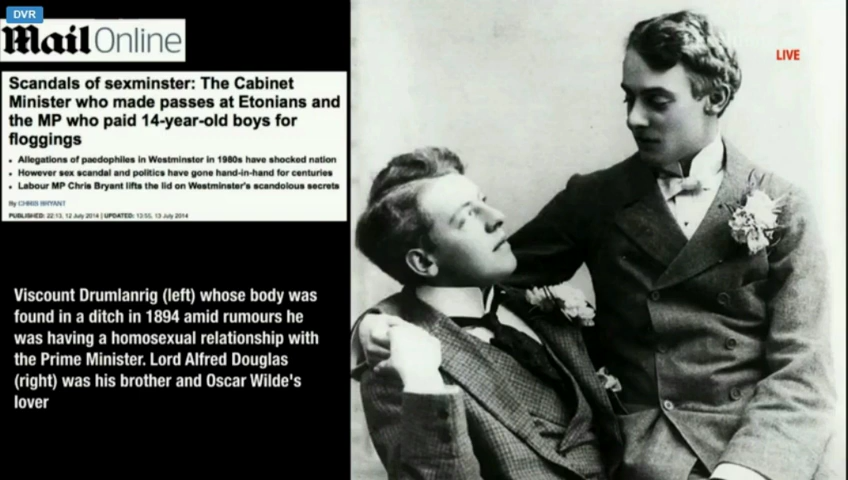 DVR
Mail Online
LIVE
Scandals of sexminster: The Cabinet
Minister who made passes at Etonians and
the MP who paid 14-year-old boys for
floggings
• Allegations of paedophiles in Westminster in 1980s have shocked nation
• However sex scandal and politics have gone hand-in-hand for centuries
• Labour MP Chris Bryant lifts the lid on Westminster's scandolous secrets
By CHRIS BRYANT
PUBLISHED: 22:13, 12 July 2014 | UPDATED: 13:55, 13 July 2014
Viscount Drumlanrig (left) whose body was
found in a ditch in 1894 amid rumours he
was having a homosexual relationship with
the Prime Minister. Lord Alfred Douglas
(right) was his brother and Oscar Wilde's
lover